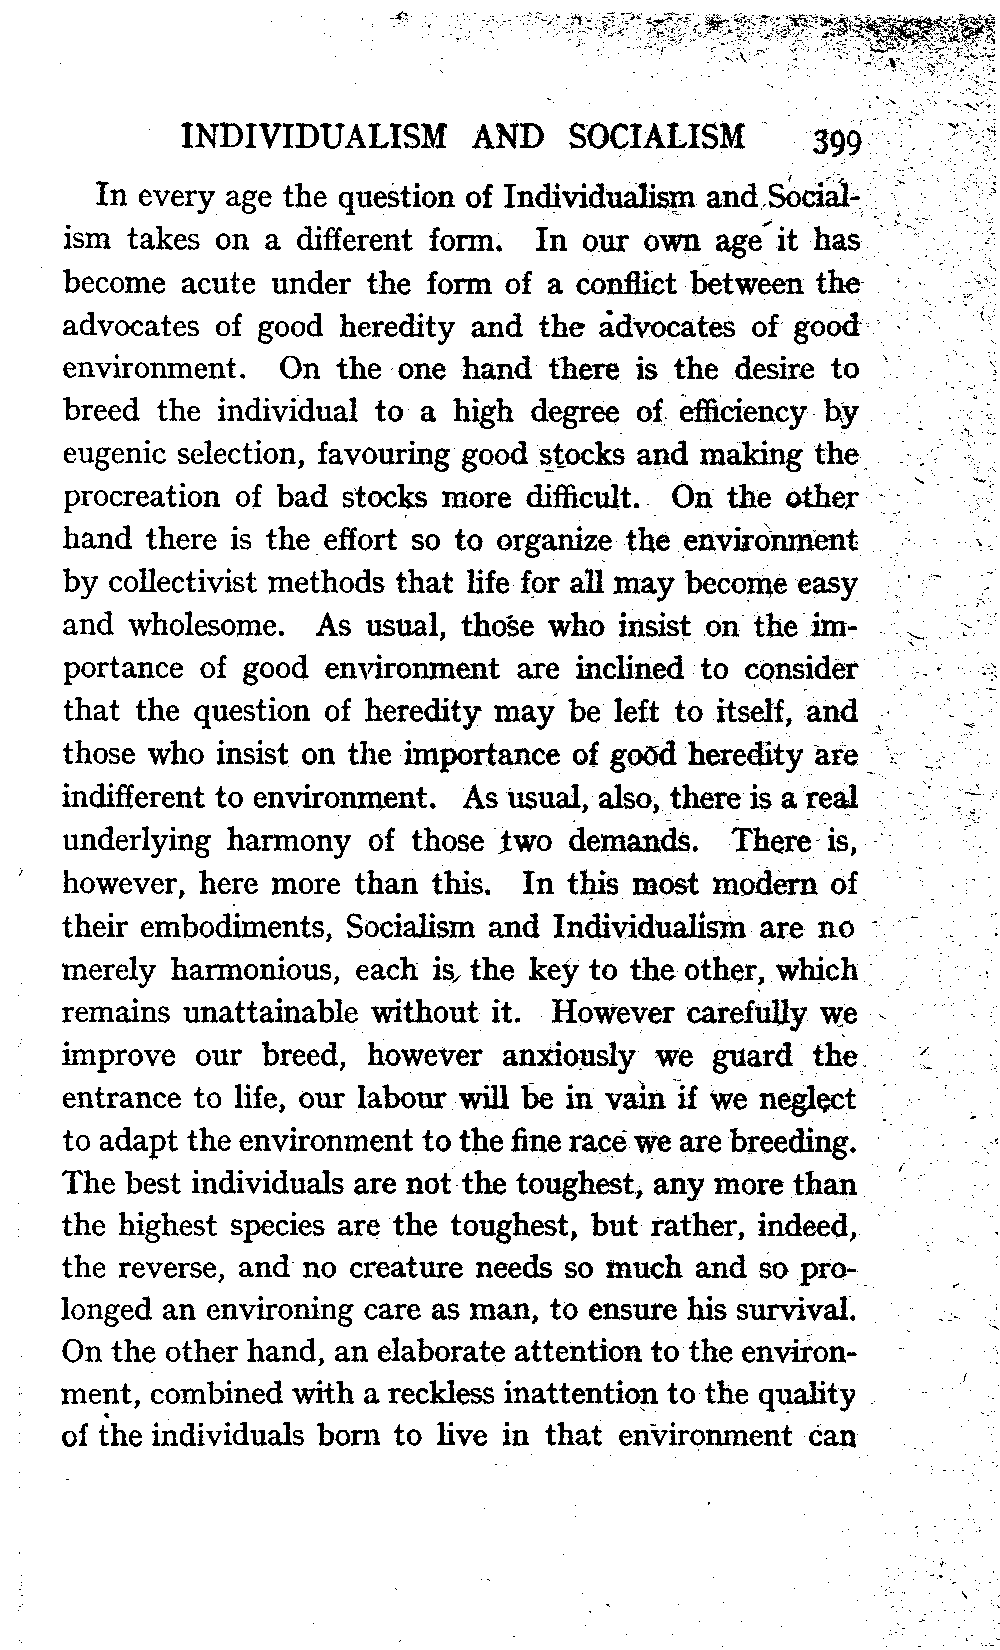 INDIVIDUALISM AND SOCIALISM 399
In every age the question of Individualism and Social-
ism takes on a different form. In our own age it has
become acute under the form of a conflict between the
advocates of good heredity and the advocates of good
environment. On the one hand there is the desire to
breed the individual to a high degree of efficiency by
eugenic selection, favouring good stocks and making the
procreation of bad stocks more difficult. On the other
hand there is the effort so to organize the environment
by collectivist methods that life for all may become easy
and wholesome. As usual, those who insist on the im-
portance of good environment are inclined to consider
that the question of heredity may be left to itself, and
those who insist on the importance of good heredity are
indifferent to environment. As usual, also, there is a real
underlying harmony of those two demands. There is,
however, here more than this. In this most modern of
their embodiments, Socialism and Individualism are no
merely harmonious, each is, the key to the other, which
remains unattainable without it. However carefully we
improve our breed, however anxiously we guard the
entrance to life, our labour will be in vain if we neglect
to adapt the environment to the fine race we are breeding.
The best individuals are not the toughest, any more than
the highest species are the toughest, but rather, indeed,
the reverse, and no creature needs so much and so pro-
longed an environing care as man, to ensure his survival.
On the other hand, an elaborate attention to the environ-
ment, combined with a reckless inattention to the quality
of the individuals born to live in that environment can